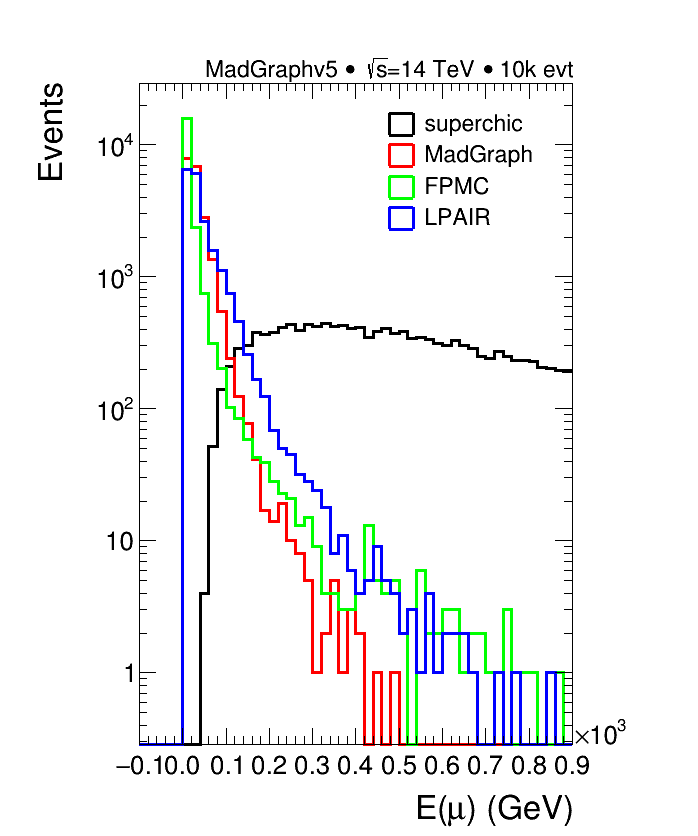 MadGraphv5 • √s=14 TeV • 10k evt
Events
superchic
MadGraph
FPMC
LPAIR
10⁴
10³
10²
10
1
×10³
−0.1 0.0 0.1 0.2 0.3 0.4 0.5 0.6 0.7 0.8 0.9
E(μ) (GeV)